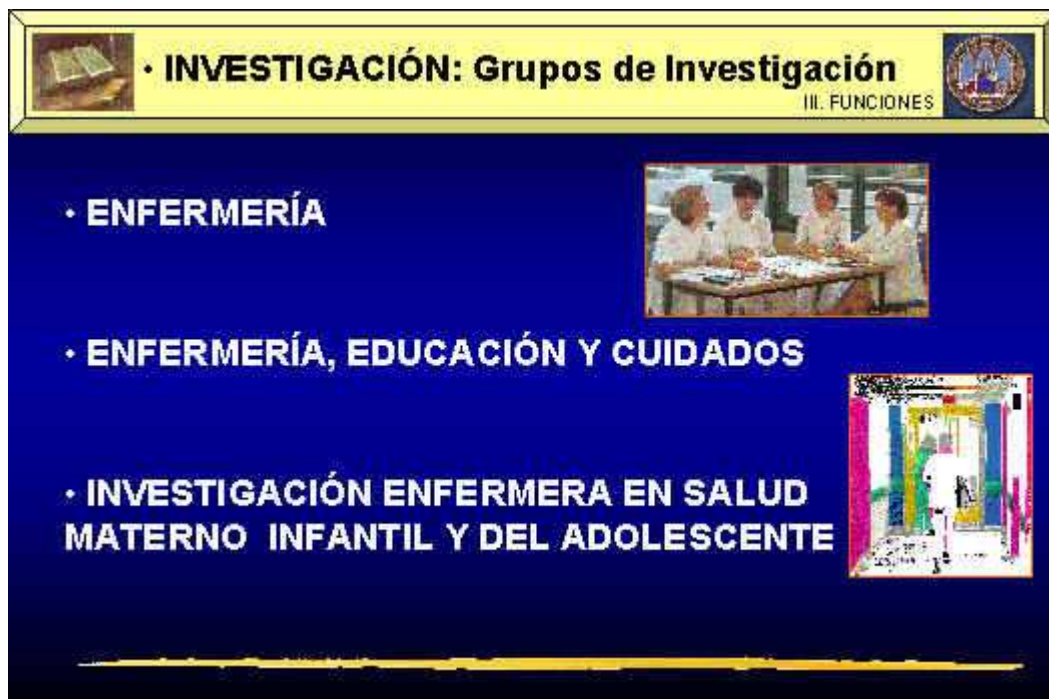 · INVESTIGACIÓN: Grupos de Investigación
III. FUNCIONES
· ENFERMERÍA
· ENFERMERÍA, EDUCACIÓN Y CUIDADOS
· INVESTIGACIÓN ENFERMERA EN SALUD
MATERNO INFANTIL Y DEL ADOLESCENTE